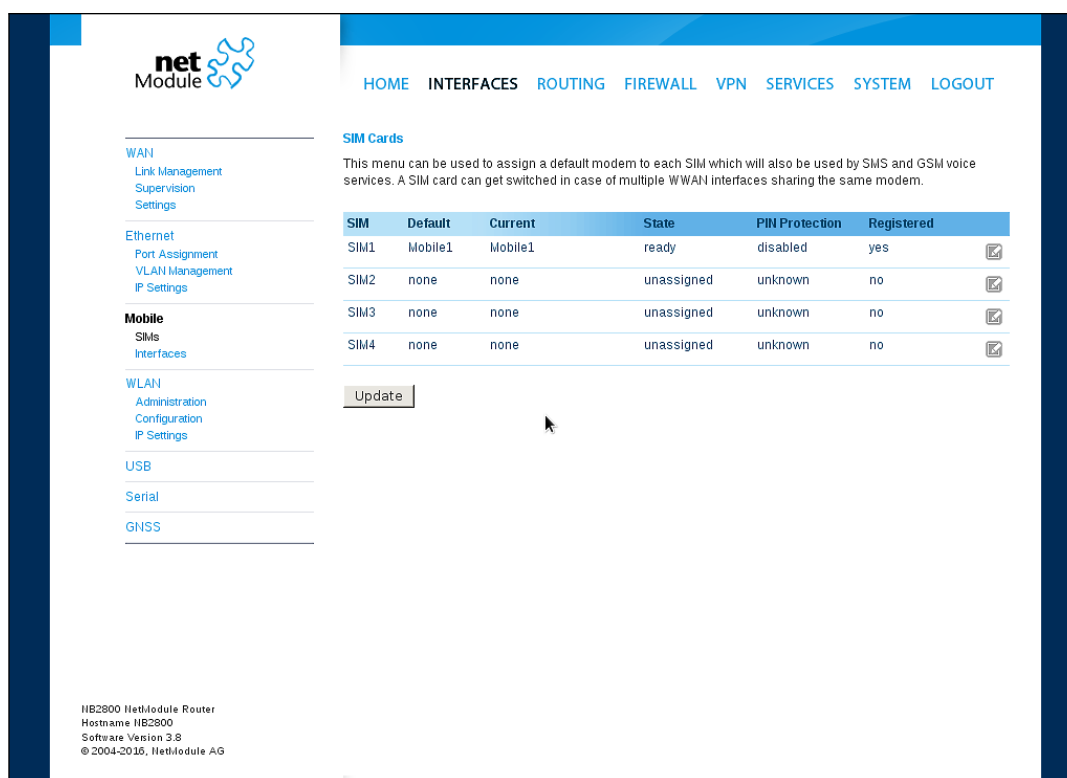 net
Module
HOME INTERFACES ROUTING FIREWALL VPN SERVICES SYSTEM LOGOUT
WAN
Link Management
Supervision
Settings
Ethernet
Port Assignment
VLAN Management
IP Settings
Mobile
SIMs
Interfaces
WLAN
Administration
Configuration
IP Settings
USB
Serial
GNSS
SIM Cards
This menu can be used to assign a default modem to each SIM which will also be used by SMS and GSM voice
services. A SIM card can get switched in case of multiple WWAN interfaces sharing the same modem.
SIM Default Current State PIN Protection Registered
SIM1 Mobile1 Mobile1 ready disabled yes
SIM2 none none unassigned unknown no
SIM3 none none unassigned unknown no
SIM4 none none unassigned unknown no
Update
NB2800 NetModule Router
Hostname NB2800
Software Version 3.8
© 2004-2016, NetModule AG